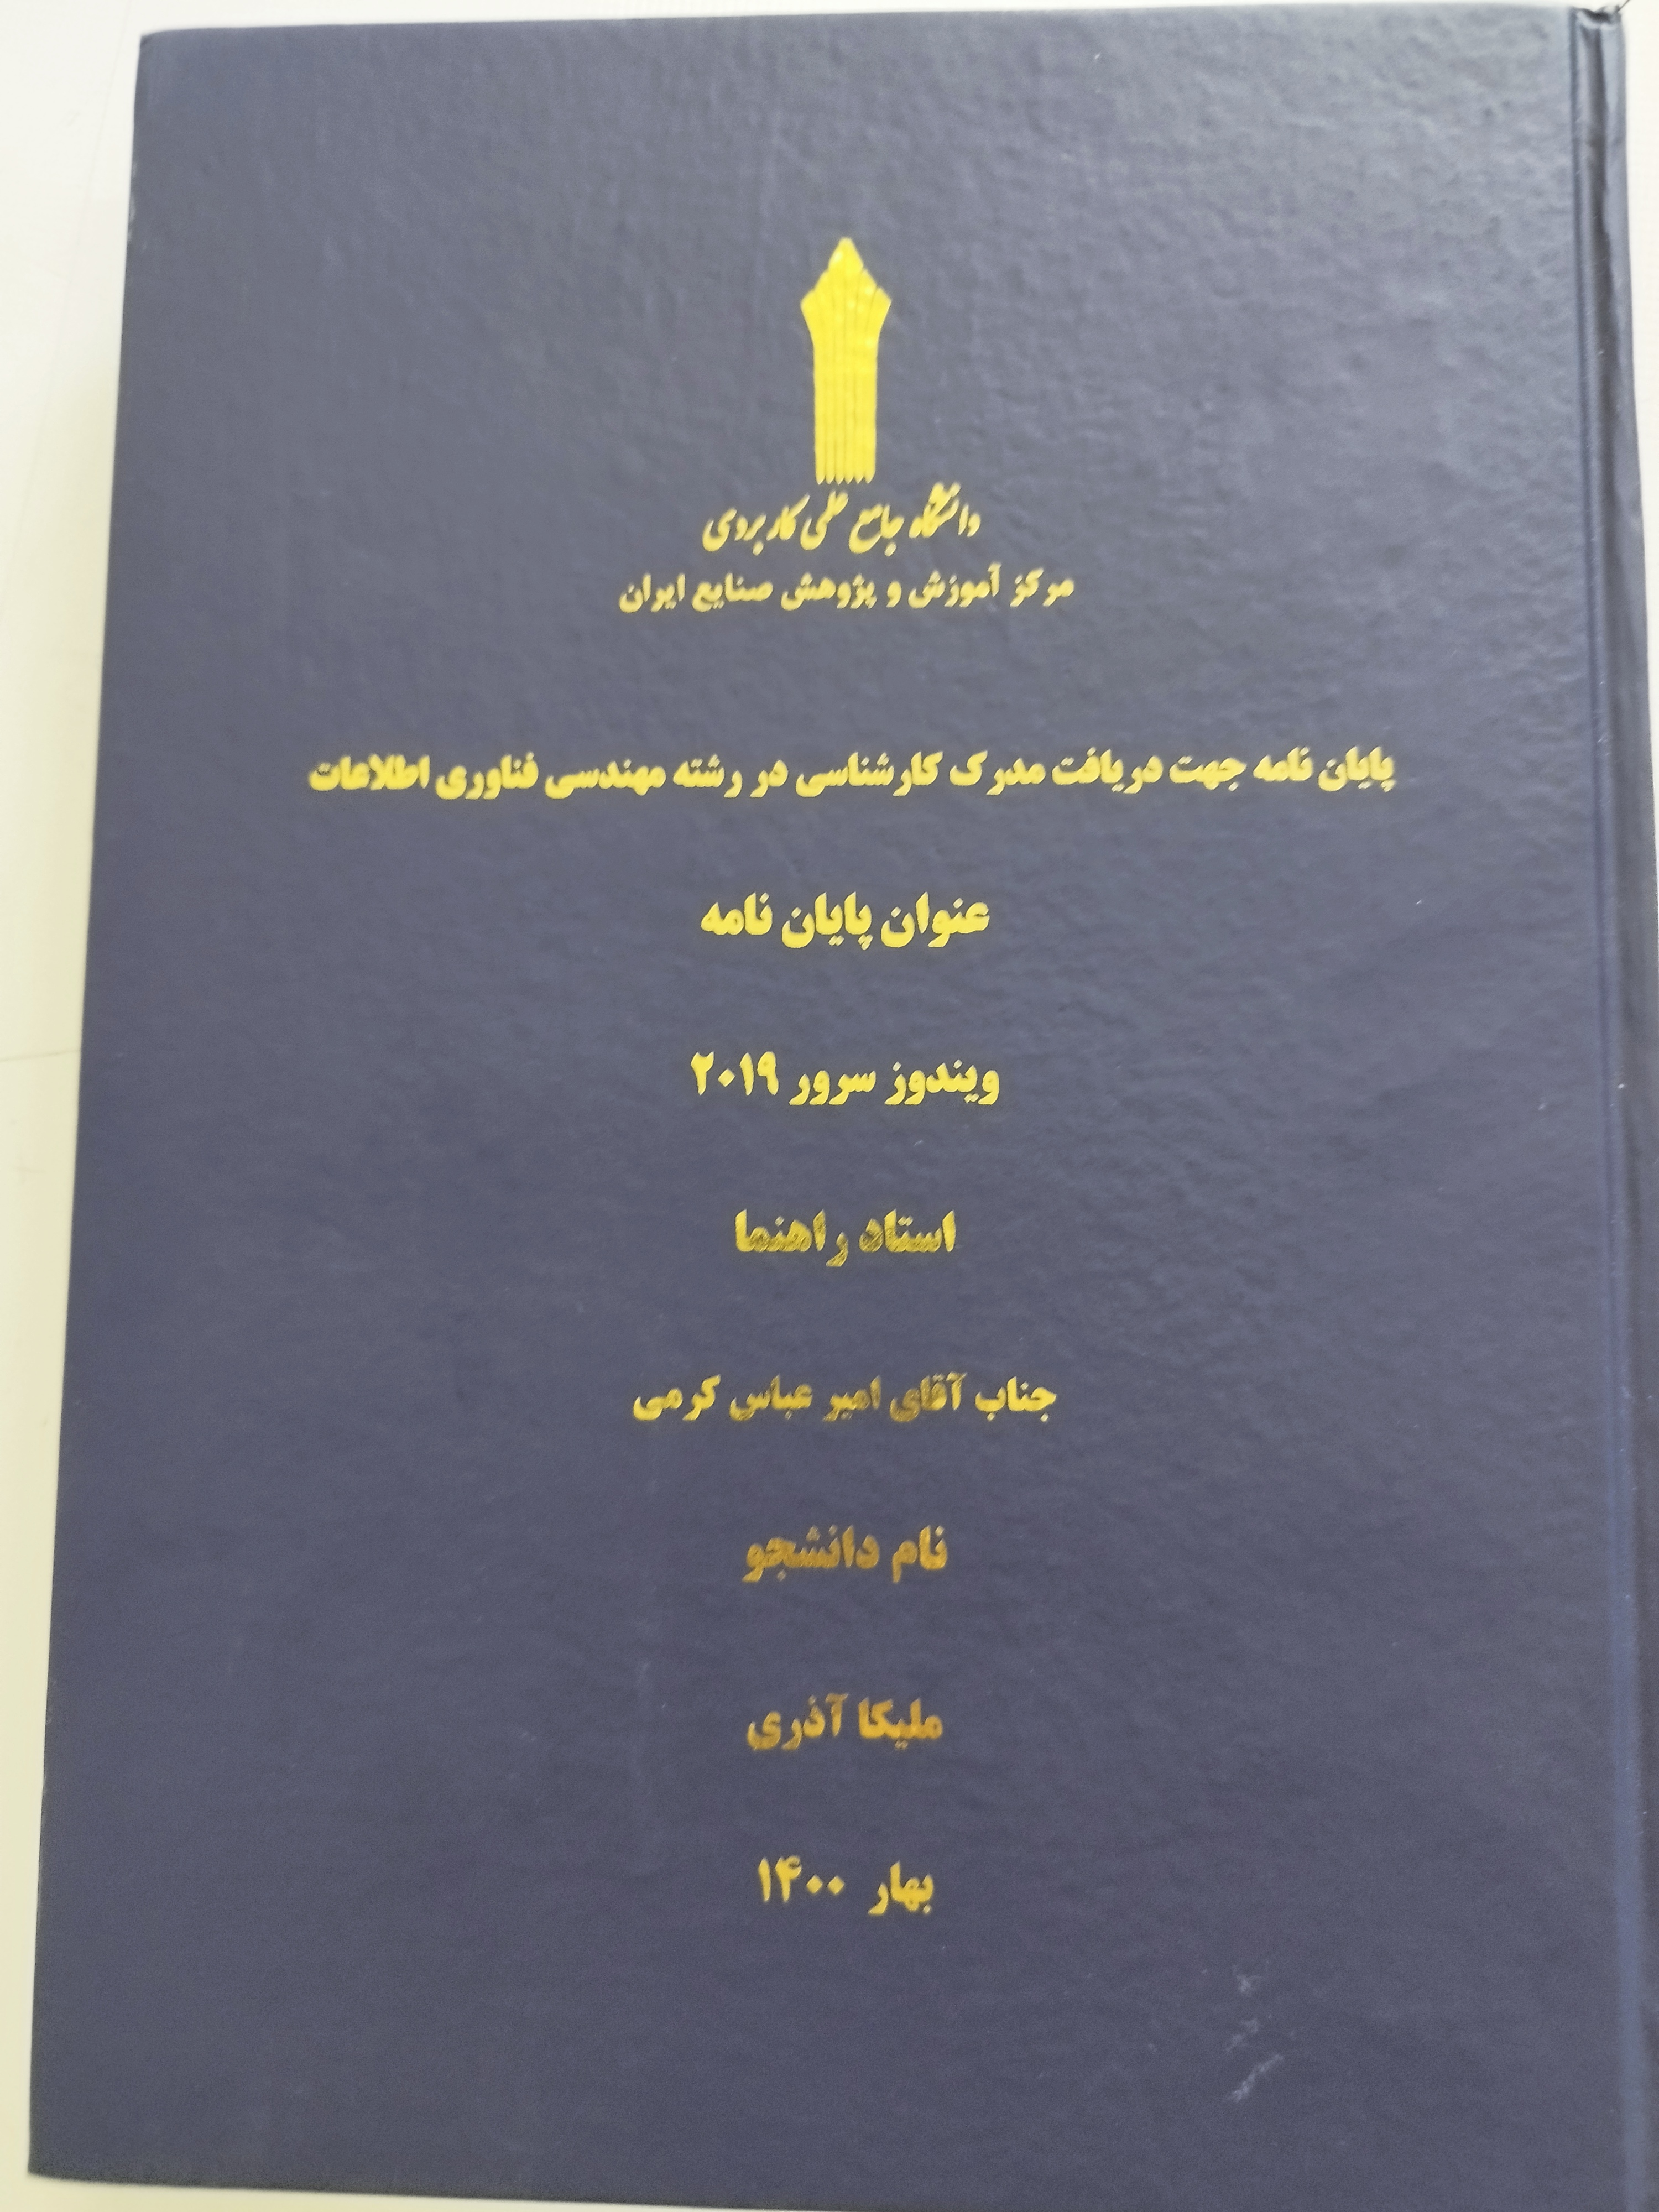 دانشگاه جامع علمی کاربردی
مرکز آموزش و پژوهش صنایع ایران
پایان نامه جهت دریافت مدرک کارشناسی در رشته مهندسی فناوری اطلاعات
عنوان پایان نامه
ویندوز سرور ۲۰۱۹
استاد راهنما
جناب آقای امیر عباس کرمی
نام دانشجو
ملیکا آذری
بهار ۱۴۰۰